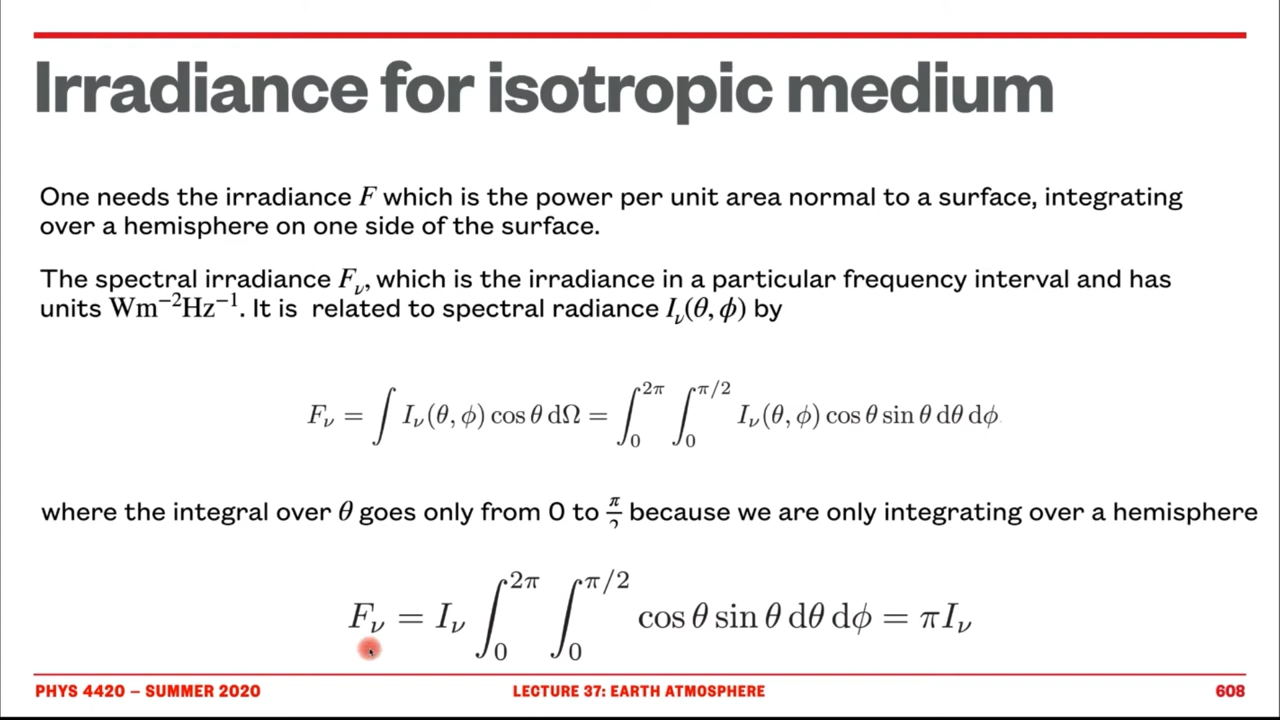 Irradiance for isotropic medium
One needs the irradiance F which is the power per unit area normal to a surface, integrating
over a hemisphere on one side of the surface.
The spectral irradiance F_ν, which is the irradiance in a particular frequency interval and has
units Wm⁻²Hz⁻¹. It is related to spectral radiance I_ν(θ, ϕ) by
F_ν = ∫ I_ν(θ, ϕ) cos θ dΩ = ∫₀^{2π} ∫₀^{π/2} I_ν(θ, ϕ) cos θ sin θ dθ dϕ
where the integral over θ goes only from 0 to π/2 because we are only integrating over a hemisphere
F_ν = I_ν ∫₀^{2π} ∫₀^{π/2} cos θ sin θ dθ dϕ = πI_ν
PHYS 4420 – SUMMER 2020 LECTURE 37: EARTH ATMOSPHERE 608